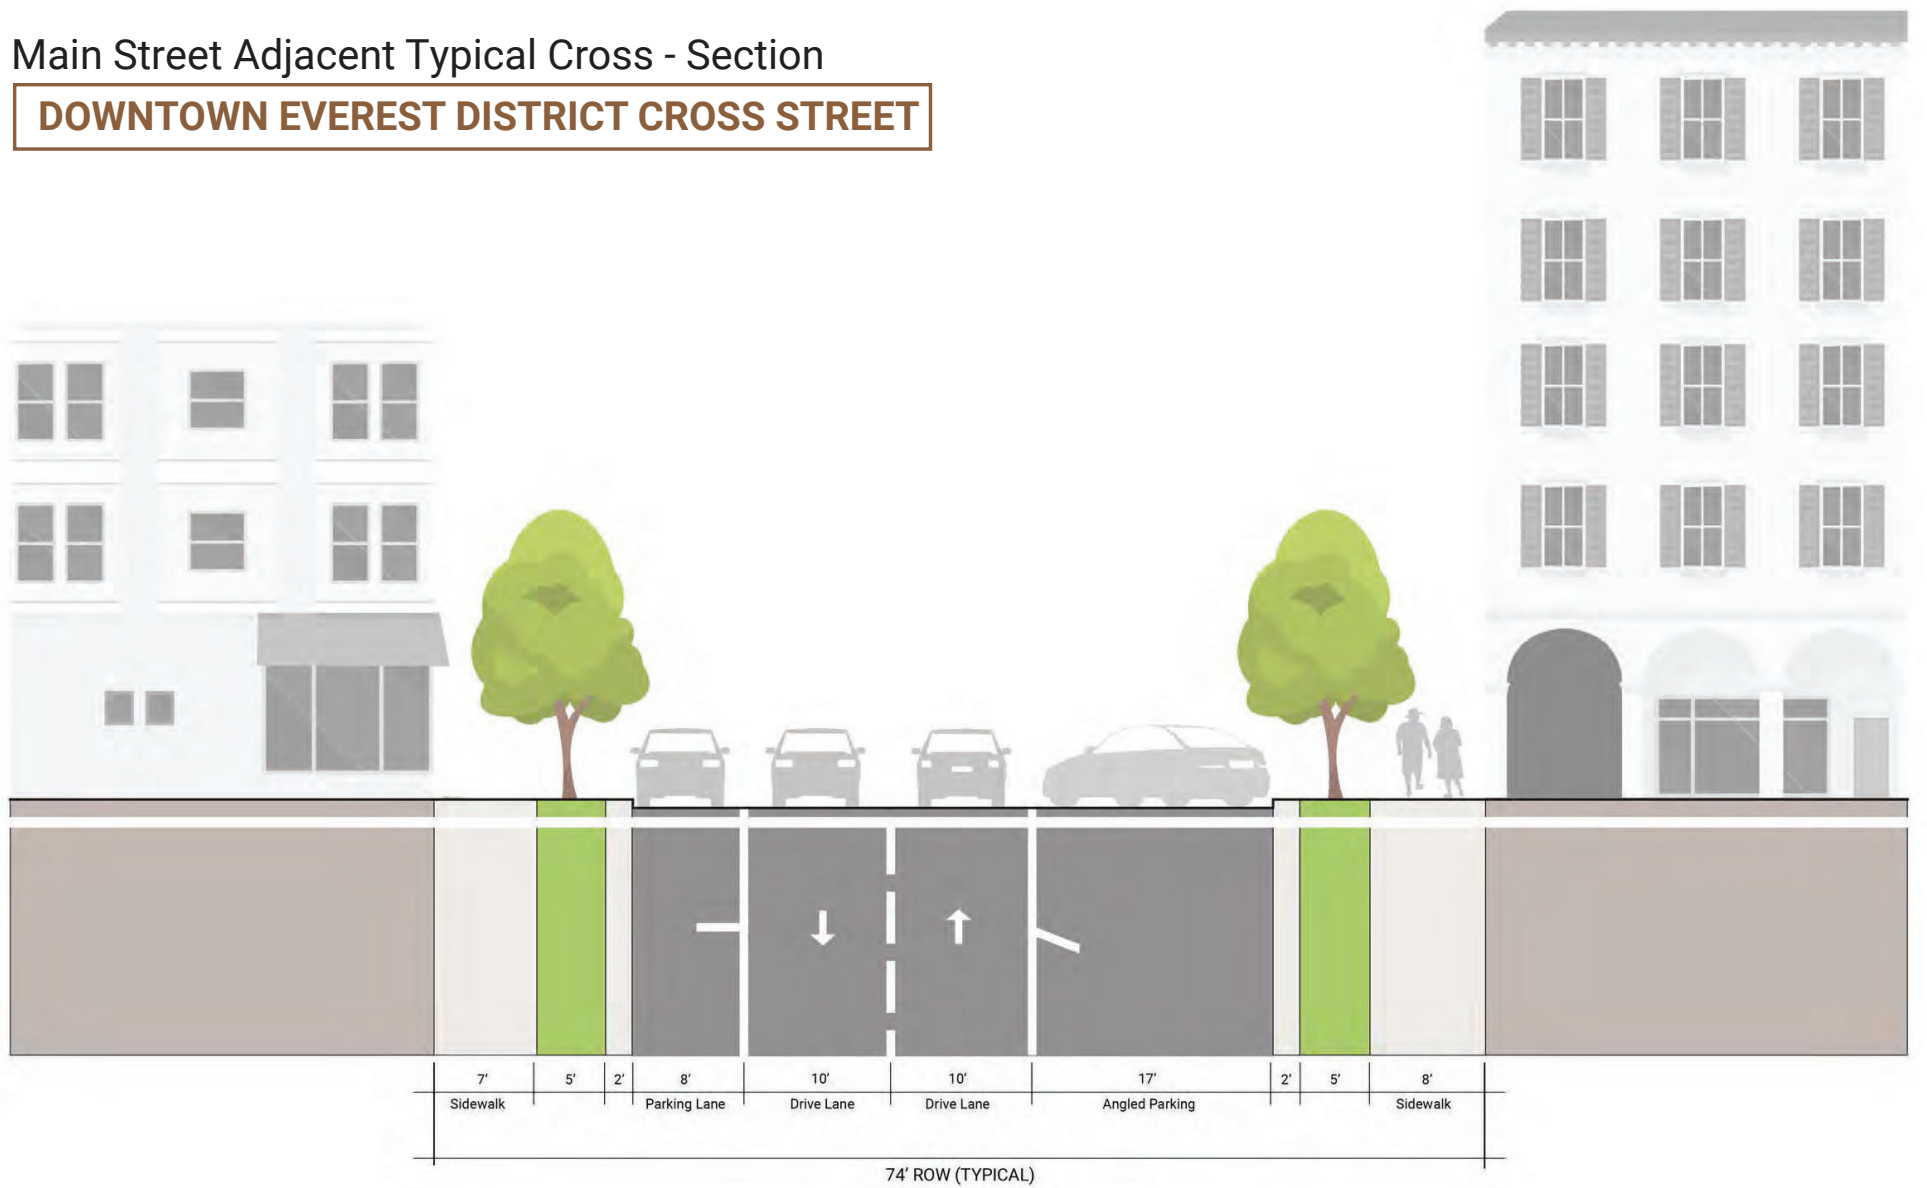 Main Street Adjacent Typical Cross - Section
DOWNTOWN EVEREST DISTRICT CROSS STREET
7' 5' 2' 8' 10' 10' 17' 2' 5' 8'
Sidewalk Parking Lane Drive Lane Drive Lane Angled Parking Sidewalk
74' ROW (TYPICAL)